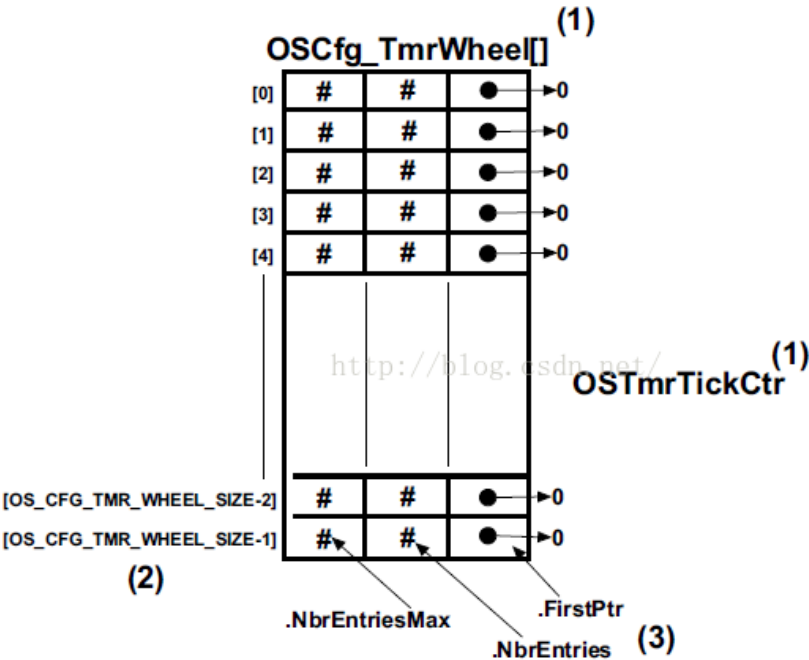 (1)
OSCfg_TmrWheel[]
[0] # # 0
[1] # # 0
[2] # # 0
[3] # # 0
[4] # # 0
http://blog.csdn.net/
(1)
OSTmrTickCtr
[OS_CFG_TMR_WHEEL_SIZE-2] # # 0
[OS_CFG_TMR_WHEEL_SIZE-1] # # 0
(2)
.FirstPtr
.NbrEntriesMax
.NbrEntries (3)